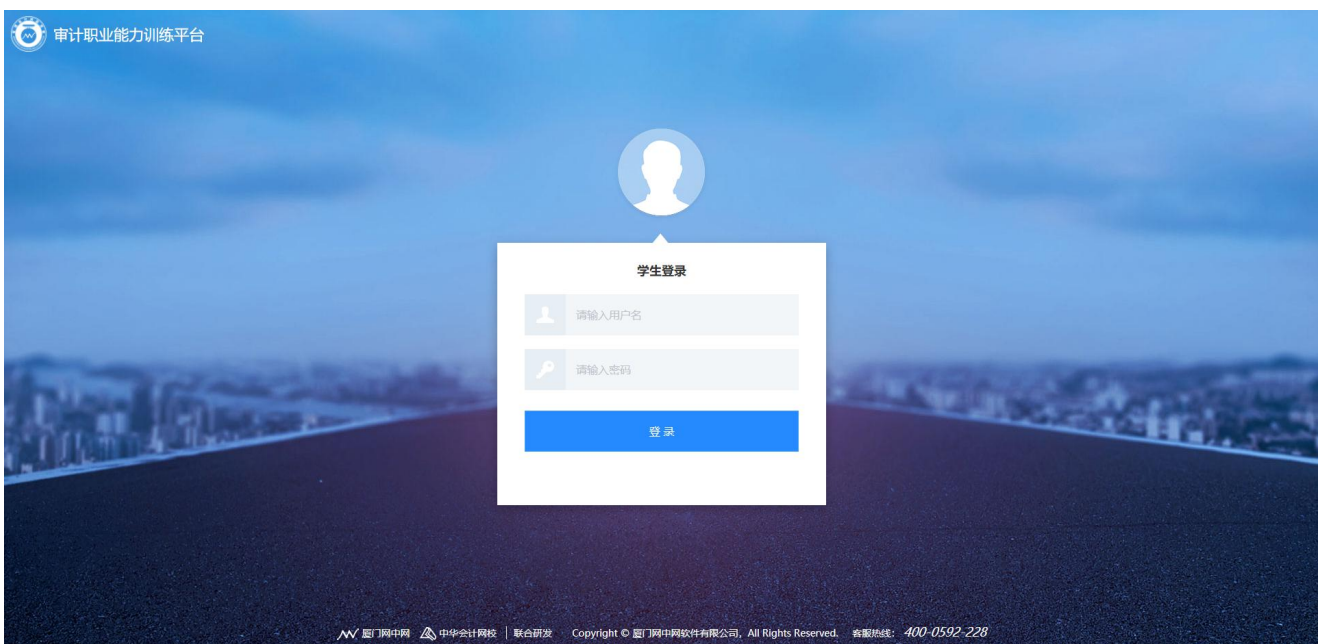 审计职业能力训练平台
学生登录
请输入用户名
请输入密码
登录
厦门网中网 中华会计网校 联合研发 Copyright © 厦门网中网软件有限公司, All Rights Reserved. 客服热线: 400-0592-228